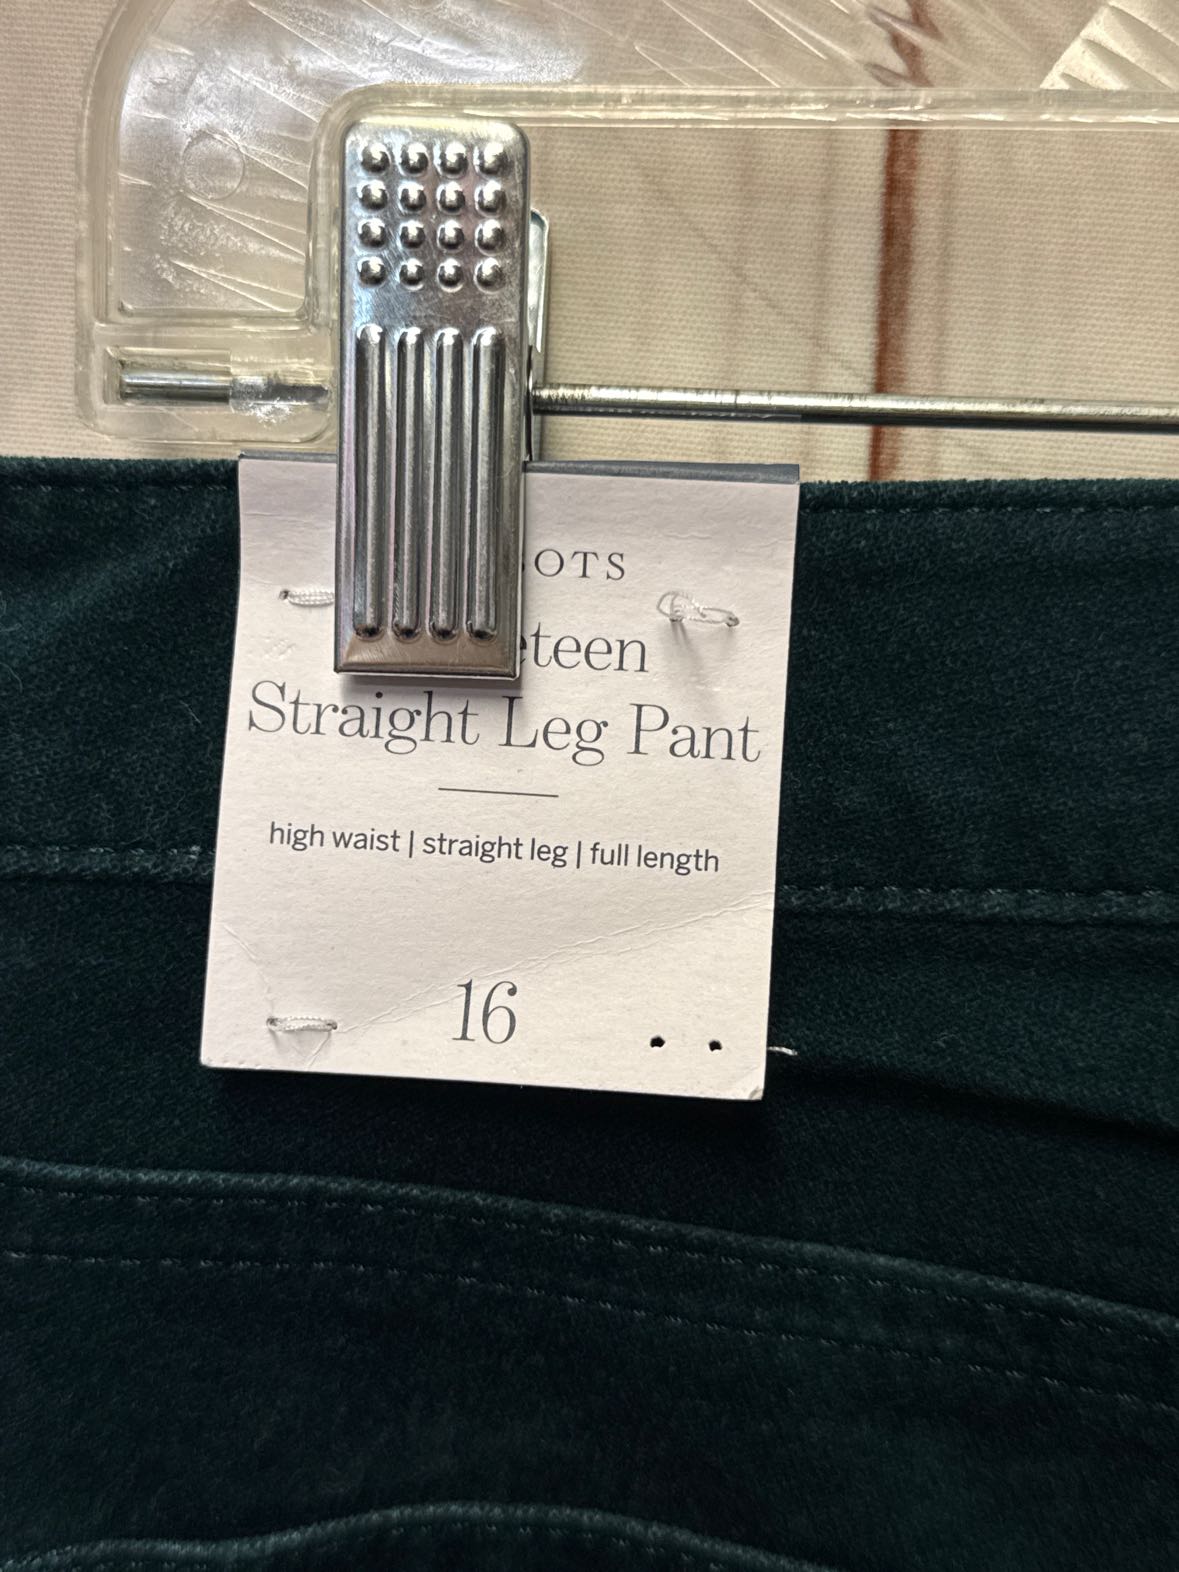 OTS
eteen
Straight Leg Pant
high waist | straight leg | full length
16